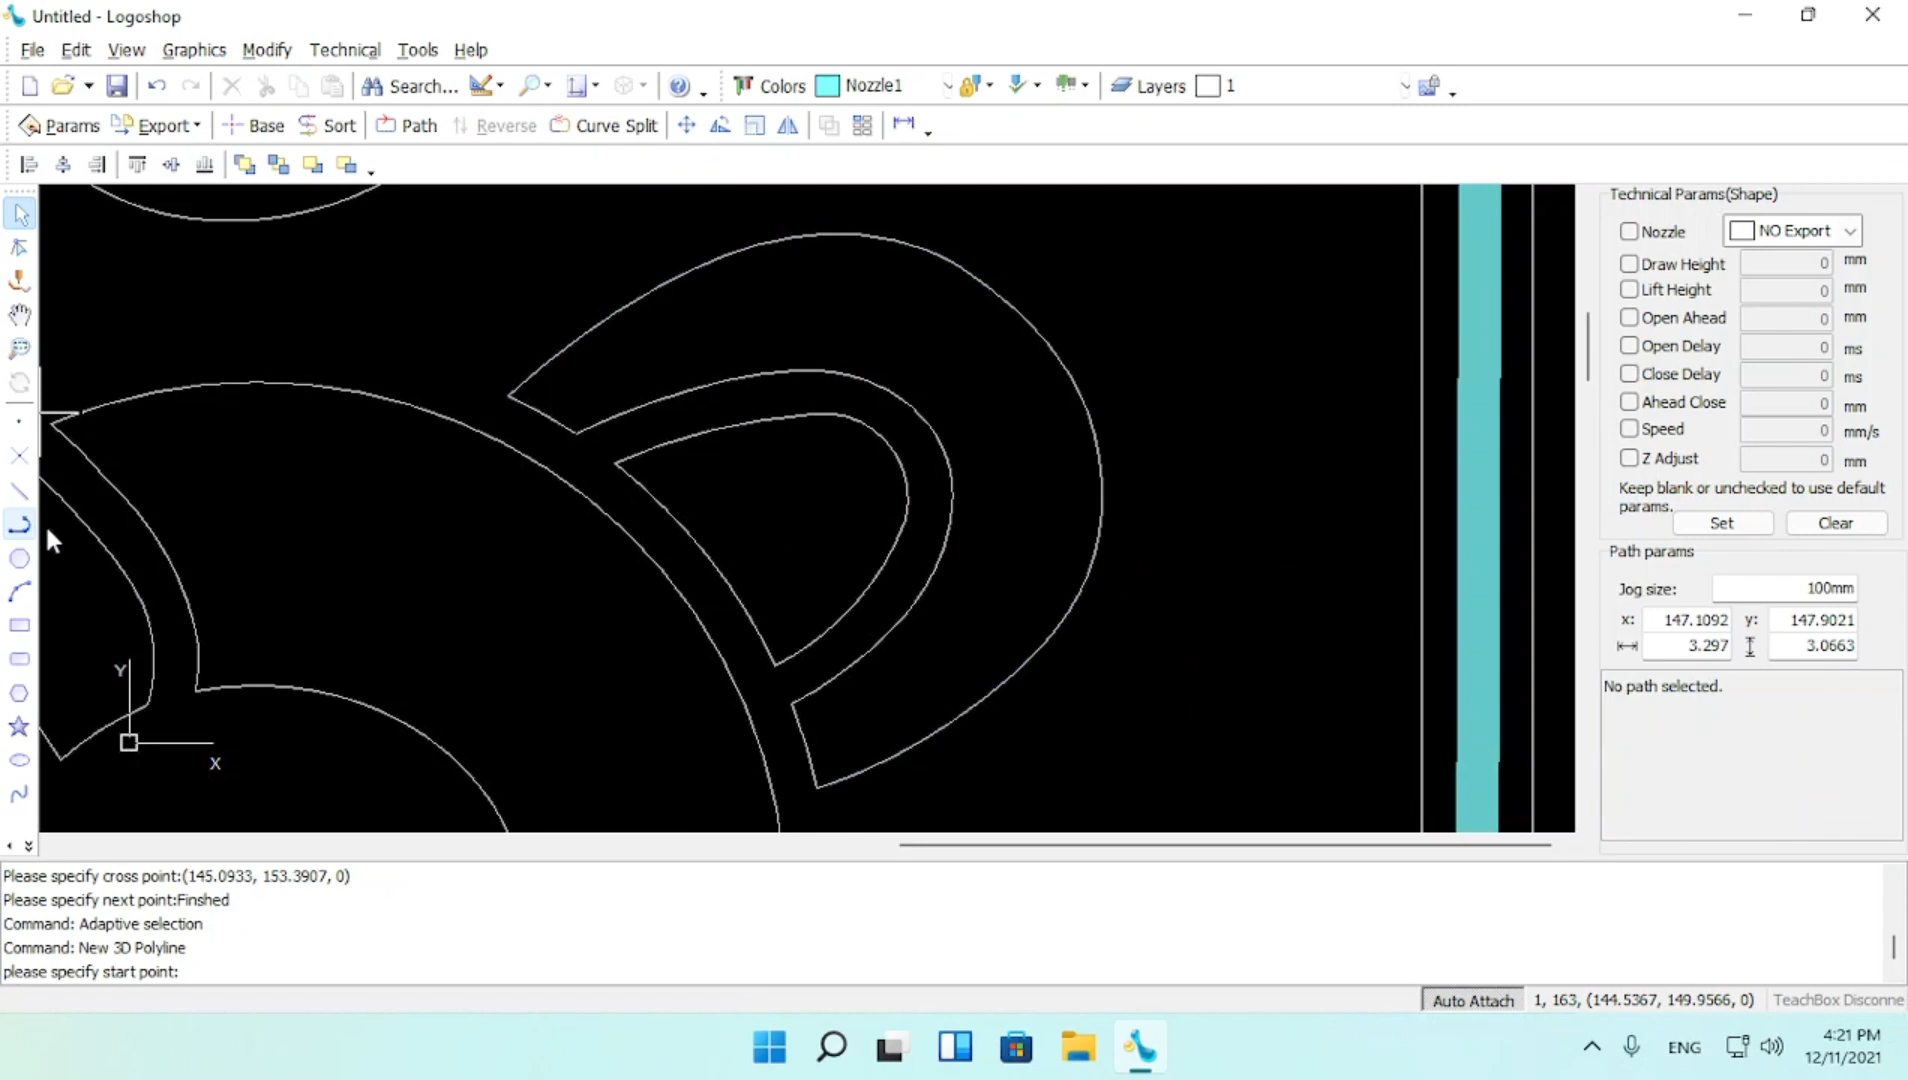 Untitled - Logoshop
File Edit View Graphics Modify Technical Tools Help
Search... Colors Nozzle1 Layers 1
Params Export Base Sort Path Reverse Curve Split
Technical Params(Shape)
Nozzle NO Export
Draw Height 0 mm
Lift Height 0 mm
Open Ahead 0 mm
Open Delay 0 ms
Close Delay 0 ms
Ahead Close 0 mm
Speed 0 mm/s
Z Adjust 0 mm
Keep blank or unchecked to use default
params.
Set Clear
Path params
Jog size: 100mm
x: 147.1092 y: 147.9021
3.297 3.0663
No path selected.
Y
X
Please specify cross point:(145.0933, 153.3907, 0)
Please specify next point:Finshed
Command: Adaptive selection
Command: New 3D Polyline
please specify start point:
Auto Attach 1, 163, (144.5367, 149.9566, 0) TeachBox Disconne
ENG
4:21 PM
12/11/2021